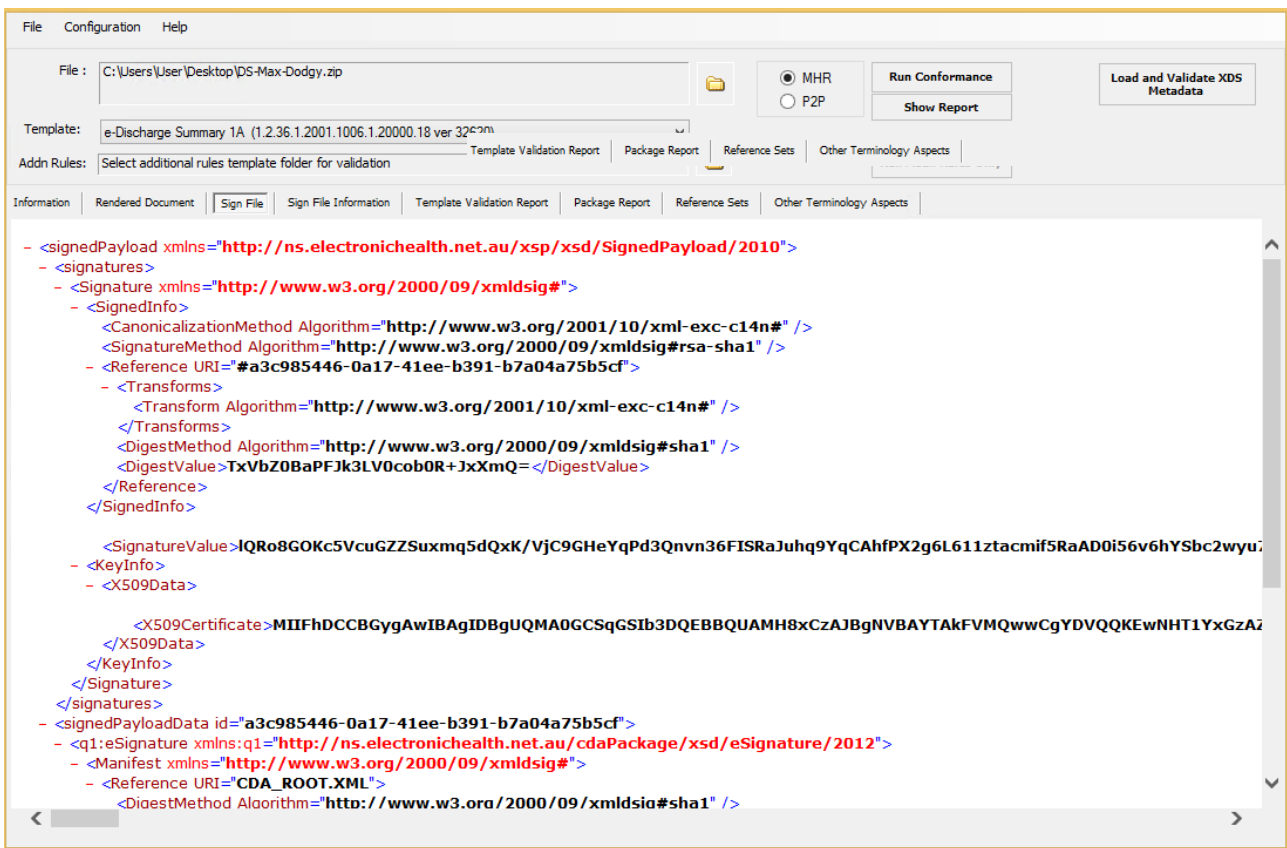 File Configuration Help
File : C:\Users\User\Desktop\DS-Max-Dodgy.zip
MHR
P2P
Run Conformance
Show Report
Load and Validate XDS Metadata
Template: e-Discharge Summary 1A (1.2.36.1.2001.1006.1.20000.18 ver 32620)
Template Validation Report Package Report Reference Sets Other Terminology Aspects
Addn Rules: Select additional rules template folder for validation
Information Rendered Document Sign File Sign File Information Template Validation Report Package Report Reference Sets Other Terminology Aspects
- <signedPayload xmlns="http://ns.electronichealth.net.au/xsp/xsd/SignedPayload/2010">
- <signatures>
- <Signature xmlns="http://www.w3.org/2000/09/xmldsig#">
- <SignedInfo>
<CanonicalizationMethod Algorithm="http://www.w3.org/2001/10/xml-exc-c14n#" />
<SignatureMethod Algorithm="http://www.w3.org/2000/09/xmldsig#rsa-sha1" />
- <Reference URI="#a3c985446-0a17-41ee-b391-b7a04a75b5cf">
- <Transforms>
<Transform Algorithm="http://www.w3.org/2001/10/xml-exc-c14n#" />
</Transforms>
<DigestMethod Algorithm="http://www.w3.org/2000/09/xmldsig#sha1" />
<DigestValue>TxVbZ0BaPFJk3LV0cob0R+JxXmQ=</DigestValue>
</Reference>
</SignedInfo>
<SignatureValue>lQRo8GOKc5VcuGZZSuxmq5dQxK/VjC9GHeYqPd3Qnvn36FISRaJuhq9YqCAhfPX2g6L611ztacmif5RaAD0i56v6hYSbc2wyu7
- <KeyInfo>
- <X509Data>
<X509Certificate>MIIFhDCCBGygAwIBAgIDBgUQMA0GCSqGSIb3DQEBBQUAMH8xCzAJBgNVBAYTAkFVMQwwCgYDVQQKEwNHT1YxGzAZ
</X509Data>
</KeyInfo>
</Signature>
</signatures>
- <signedPayloadData id="a3c985446-0a17-41ee-b391-b7a04a75b5cf">
- <q1:eSignature xmlns:q1="http://ns.electronichealth.net.au/cdaPackage/xsd/eSignature/2012">
- <Manifest xmlns="http://www.w3.org/2000/09/xmldsig#">
- <Reference URI="CDA_ROOT.XML">
<DigestMethod Algorithm="http://www.w3.org/2000/09/xmldsig#sha1" />